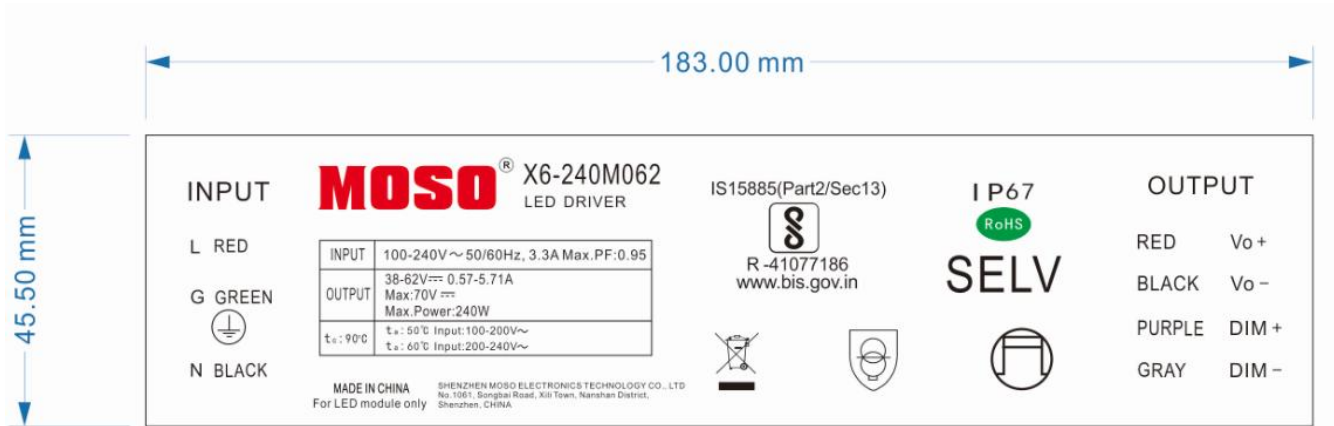 183.00 mm
45.50 mm
INPUT
L RED
G GREEN
N BLACK
MOSO® X6-240M062
LED DRIVER
INPUT 100-240V～50/60Hz, 3.3A Max.PF:0.95
OUTPUT 38-62V⎓ 0.57-5.71A
Max:70V ⎓
Max.Power:240W
tc:90℃ ta:50℃ Input:100-200V～
ta:60℃ Input:200-240V～
MADE IN CHINA
For LED module only
SHENZHEN MOSO ELECTRONICS TECHNOLOGY CO., LTD
No.1061, Songbai Road, Xili Town, Nanshan District,
Shenzhen, CHINA
IS15885(Part2/Sec13)
R-41077186
www.bis.gov.in
IP67
RoHS
SELV
OUTPUT
RED Vo+
BLACK Vo-
PURPLE DIM+
GRAY DIM-